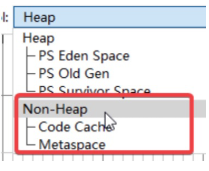 Heap
Heap
PS Eden Space
PS Old Gen
PS Survivor Space
Non-Heap
Code Cache
Metaspace